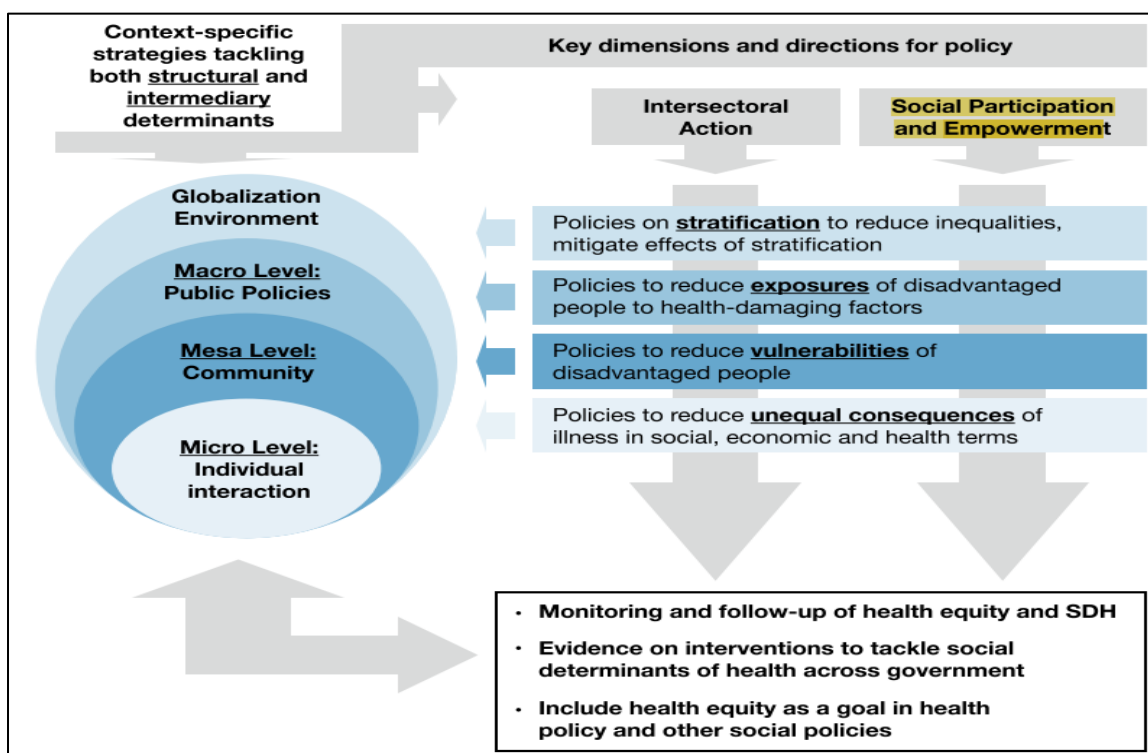 Context-specific
strategies tackling
both structural and
intermediary
determinants
Key dimensions and directions for policy
Intersectoral
Action
Social Participation
and Empowerment
Globalization
Environment
Macro Level:
Public Policies
Mesa Level:
Community
Micro Level:
Individual
interaction
Policies on stratification to reduce inequalities,
mitigate effects of stratification
Policies to reduce exposures of disadvantaged
people to health-damaging factors
Policies to reduce vulnerabilities of
disadvantaged people
Policies to reduce unequal consequences of
illness in social, economic and health terms
· Monitoring and follow-up of health equity and SDH
· Evidence on interventions to tackle social
determinants of health across government
· Include health equity as a goal in health
policy and other social policies